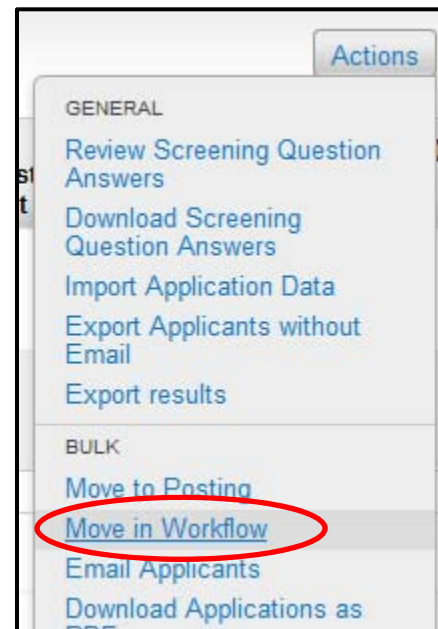 Actions
GENERAL
Review Screening Question
Answers
Download Screening
Question Answers
Import Application Data
Export Applicants without
Email
Export results
BULK
Move to Posting
Move in Workflow
Email Applicants
Download Applications as